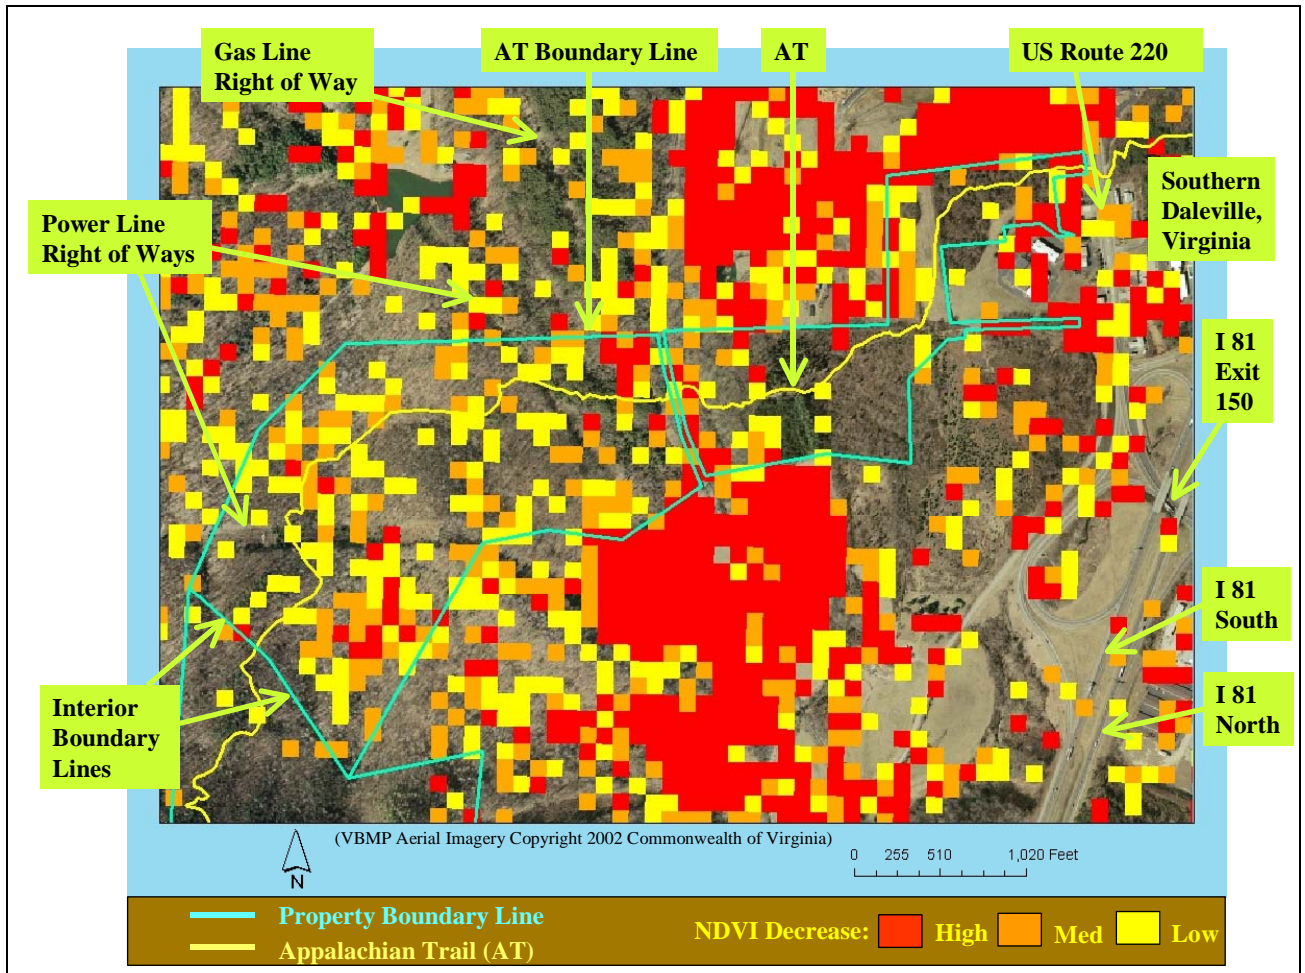 Gas Line
Right of Way
AT Boundary Line
AT
US Route 220
Southern
Daleville,
Virginia
Power Line
Right of Ways
I 81
Exit
150
I 81
South
Interior
Boundary
Lines
I 81
North
(VBMP Aerial Imagery Copyright 2002 Commonwealth of Virginia)
0 255 510 1,020 Feet
N
Property Boundary Line
Appalachian Trail (AT)
NDVI Decrease: High Med Low